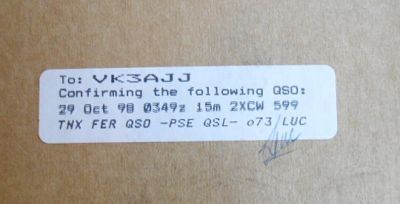 To: VK3AJJ
Confirming the following QSO:
29 Oct 98 0349z 15m 2XCW 599
TNX FER QSO -PSE QSL- o73 LUC